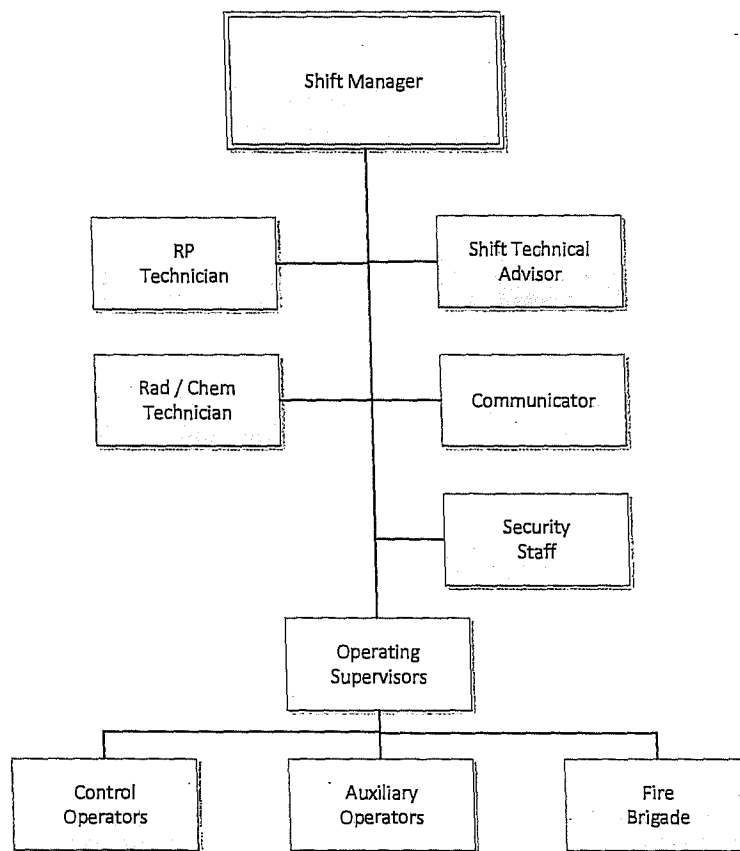 Shift Manager
RP
Technician
Shift Technical
Advisor
Rad / Chem
Technician
Communicator
Security
Staff
Operating
Supervisors
Control
Operators
Auxiliary
Operators
Fire
Brigade